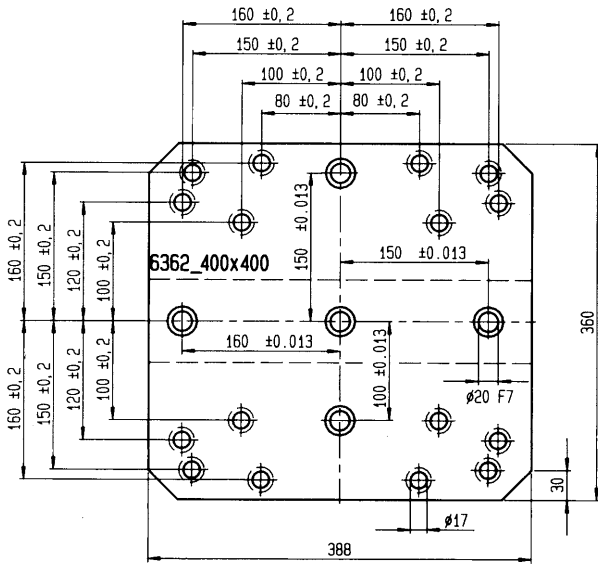 160 ±0,2 160 ±0,2
150 ±0,2 150 ±0,2
100 ±0,2 100 ±0,2
80 ±0,2 80 ±0,2
160 ±0,2
150 ±0,2
120 ±0,2
100 ±0,2
150 ±0.013
6362_400x400
150 ±0.013
360
160 ±0.013
100 ±0.013
160 ±0,2
150 ±0,2
120 ±0,2
100 ±0,2
ø20 F7
30
ø17
388